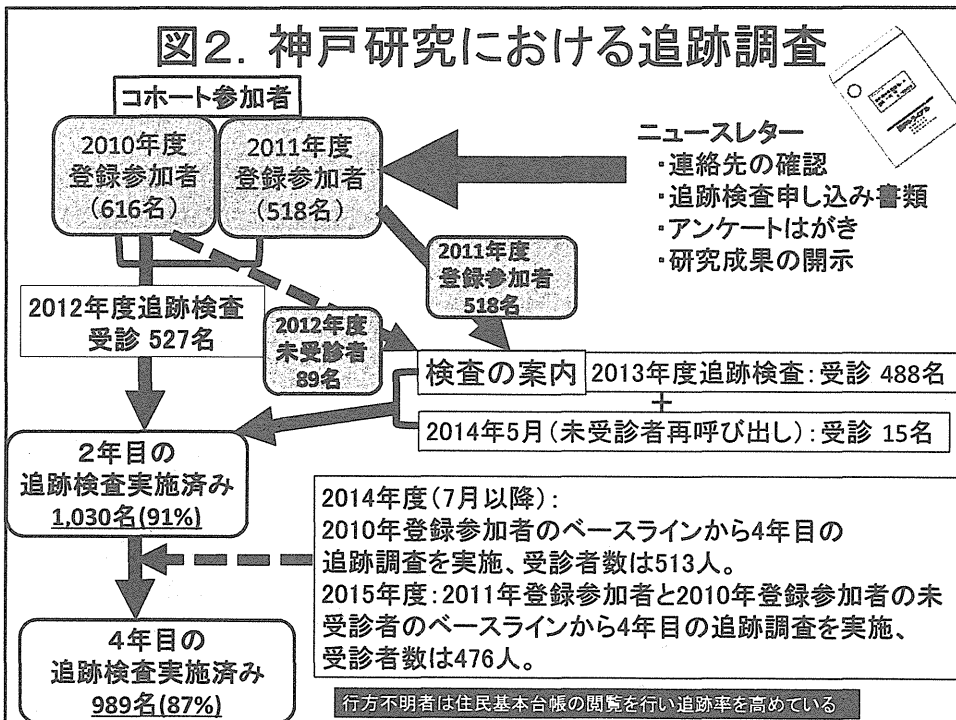 図2. 神戸研究における追跡調査
コホート参加者
2010年度
登録参加者
(616名)
2011年度
登録参加者
(518名)
ニュースレター
・連絡先の確認
・追跡検査申し込み書類
・アンケートはがき
・研究成果の開示
2011年度
登録参加者
518名
2012年度追跡検査
受診 527名
2012年度
未受診者
89名
検査の案内
2013年度追跡検査:受診 488名
+
2014年5月(未受診者再呼び出し):受診 15名
2年目の
追跡検査実施済み
1,030名(91%)
2014年度(7月以降):
2010年登録参加者のベースラインから4年目の
追跡調査を実施、受診者数は513人。
2015年度:2011年登録参加者と2010年登録参加者の未
受診者のベースラインから4年目の追跡調査を実施、
受診者数は476人。
4年目の
追跡検査実施済み
989名(87%)
行方不明者は住民基本台帳の閲覧を行い追跡率を高めている